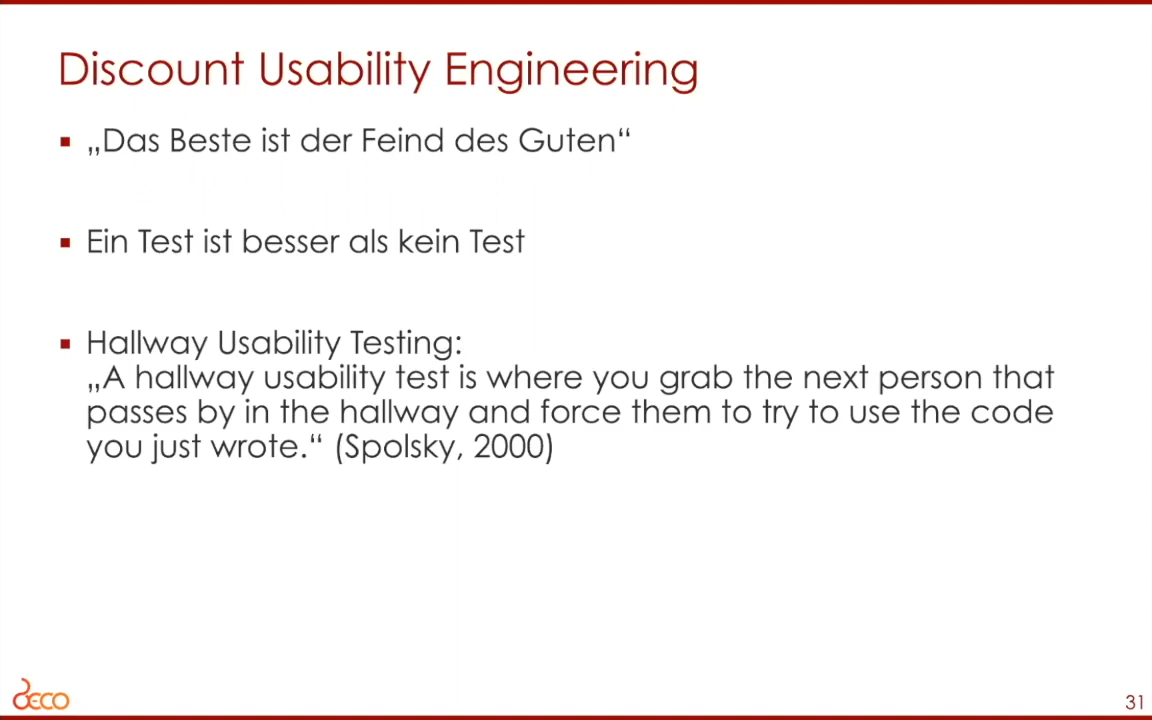 Discount Usability Engineering
„Das Beste ist der Feind des Guten“
Ein Test ist besser als kein Test
Hallway Usability Testing:
„A hallway usability test is where you grab the next person that
passes by in the hallway and force them to try to use the code
you just wrote.“ (Spolsky, 2000)
DECO
31